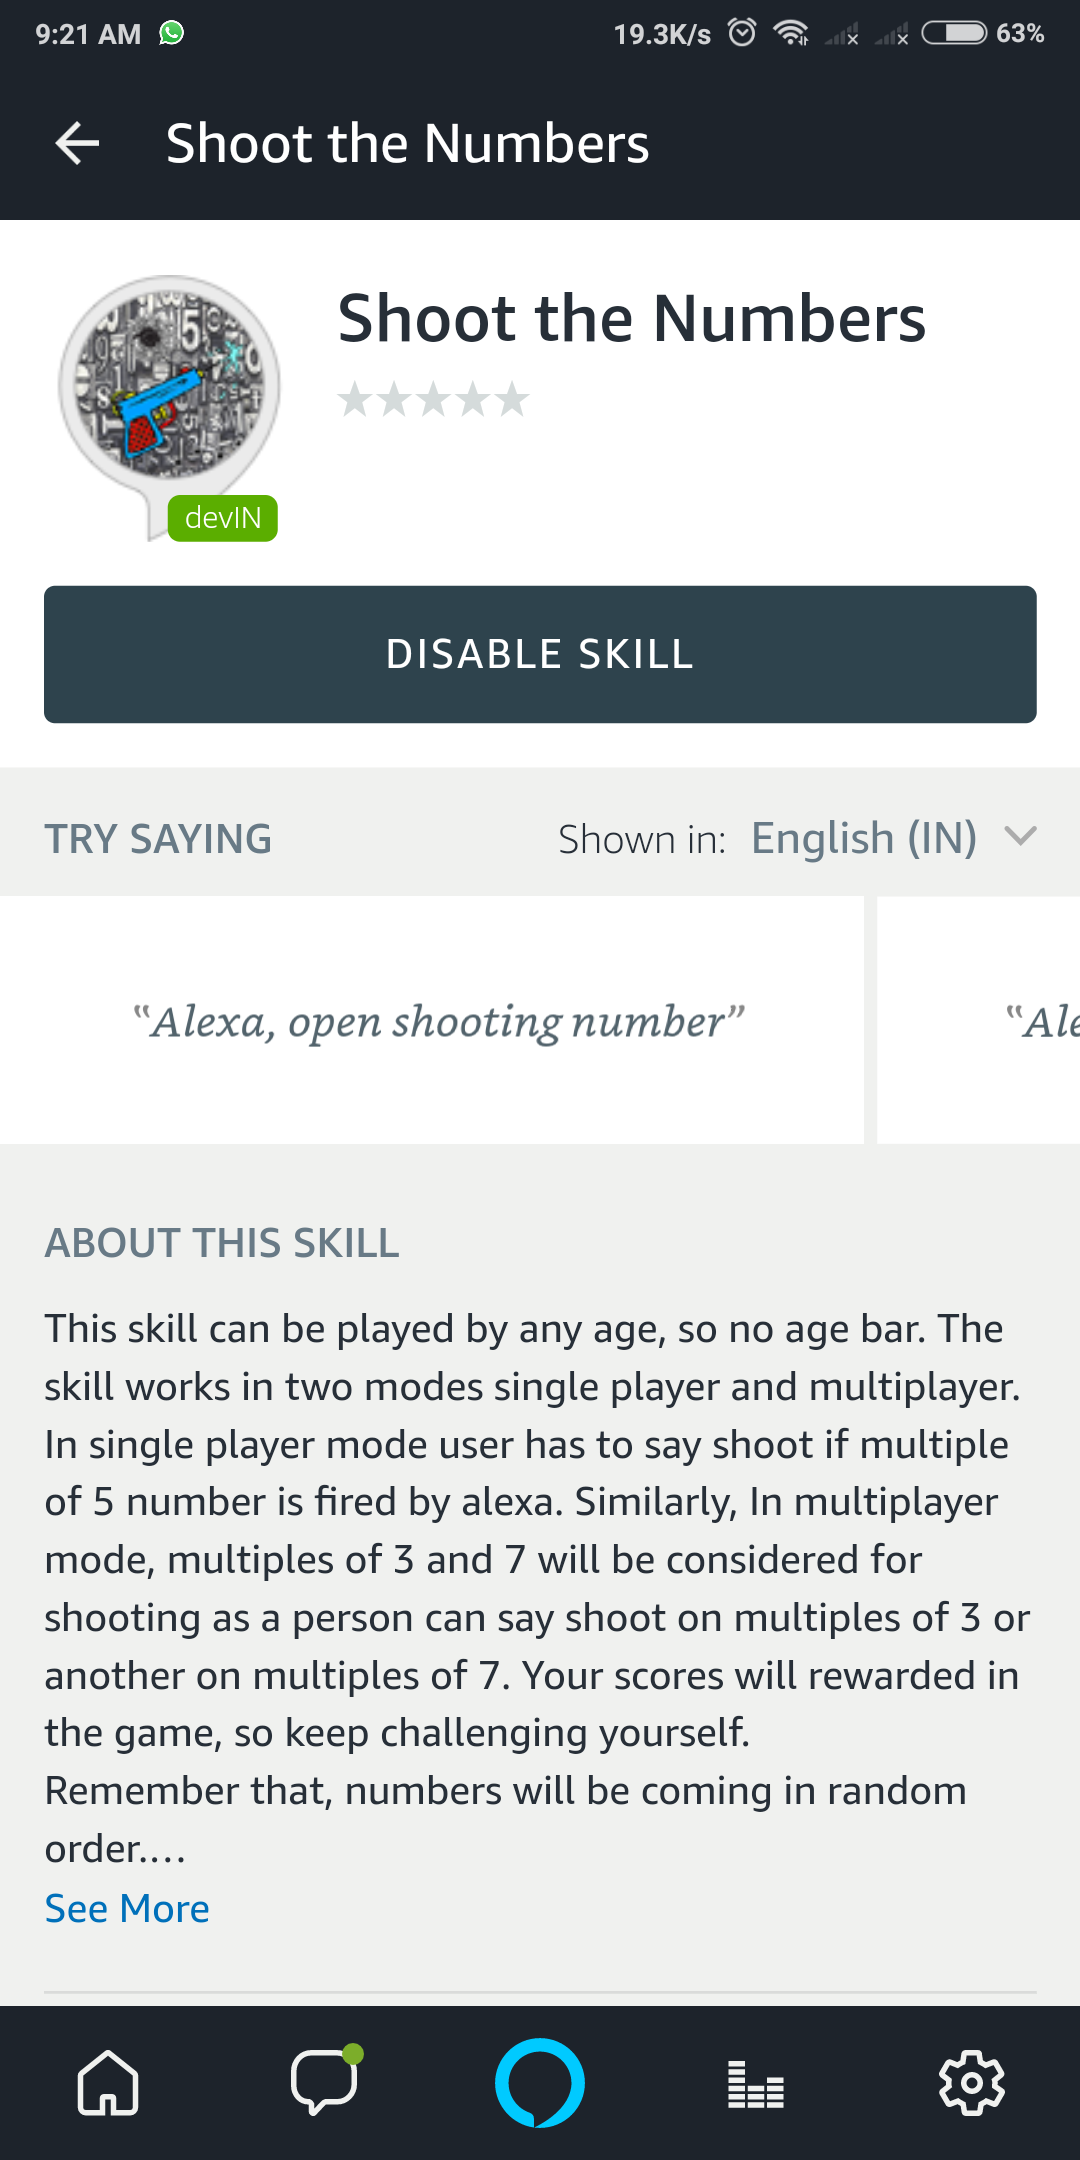 9:21 AM 19.3K/s 63%
Shoot the Numbers
Shoot the Numbers
devIN
DISABLE SKILL
TRY SAYING Shown in: English (IN)
“Alexa, open shooting number” “Ale
ABOUT THIS SKILL
This skill can be played by any age, so no age bar. The
skill works in two modes single player and multiplayer.
In single player mode user has to say shoot if multiple
of 5 number is fired by alexa. Similarly, In multiplayer
mode, multiples of 3 and 7 will be considered for
shooting as a person can say shoot on multiples of 3 or
another on multiples of 7. Your scores will rewarded in
the game, so keep challenging yourself.
Remember that, numbers will be coming in random
order....
See More